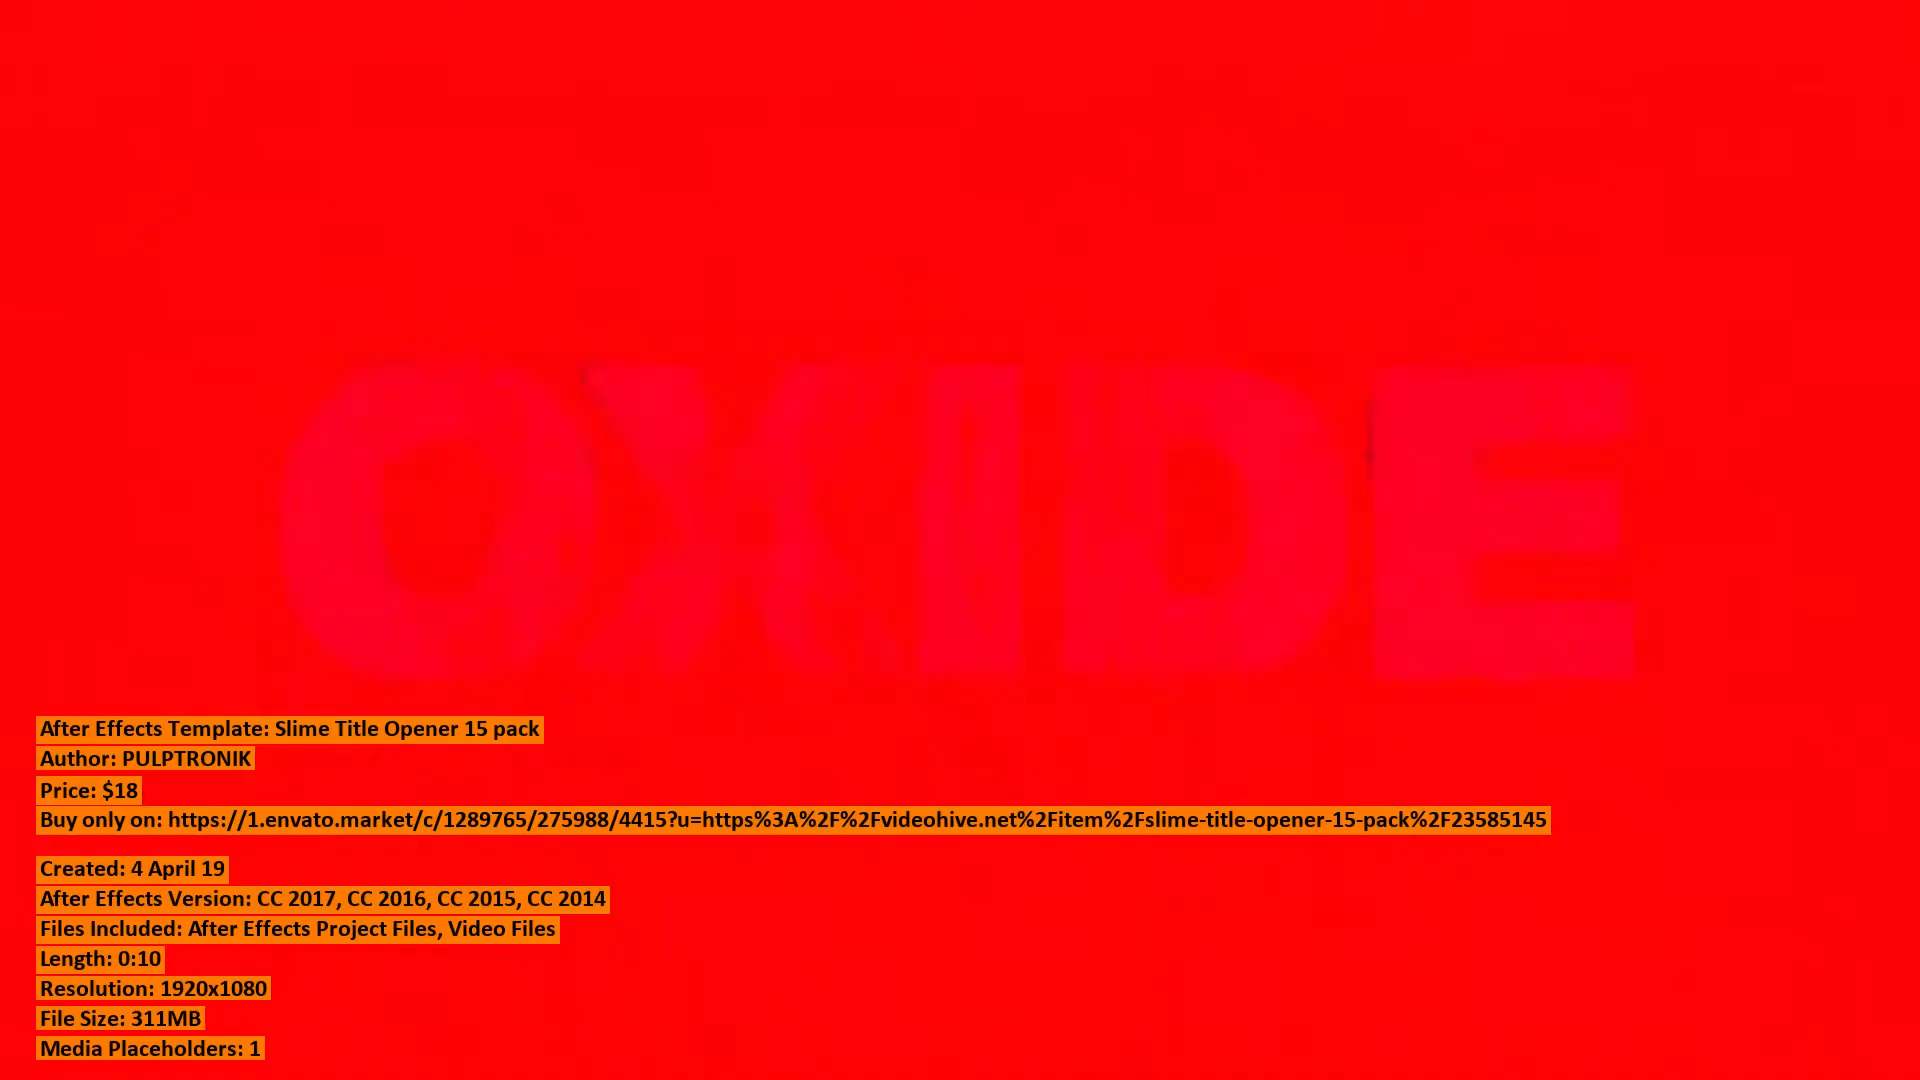 OXIDE
After Effects Template: Slime Title Opener 15 pack
Author: PULPTRONIK
Price: $18
Buy only on: https://1.envato.market/c/1289765/275988/4415?u=https%3A%2F%2Fvideohive.net%2Fitem%2Fslime-title-opener-15-pack%2F23585145
Created: 4 April 19
After Effects Version: CC 2017, CC 2016, CC 2015, CC 2014
Files Included: After Effects Project Files, Video Files
Length: 0:10
Resolution: 1920x1080
File Size: 311MB
Media Placeholders: 1